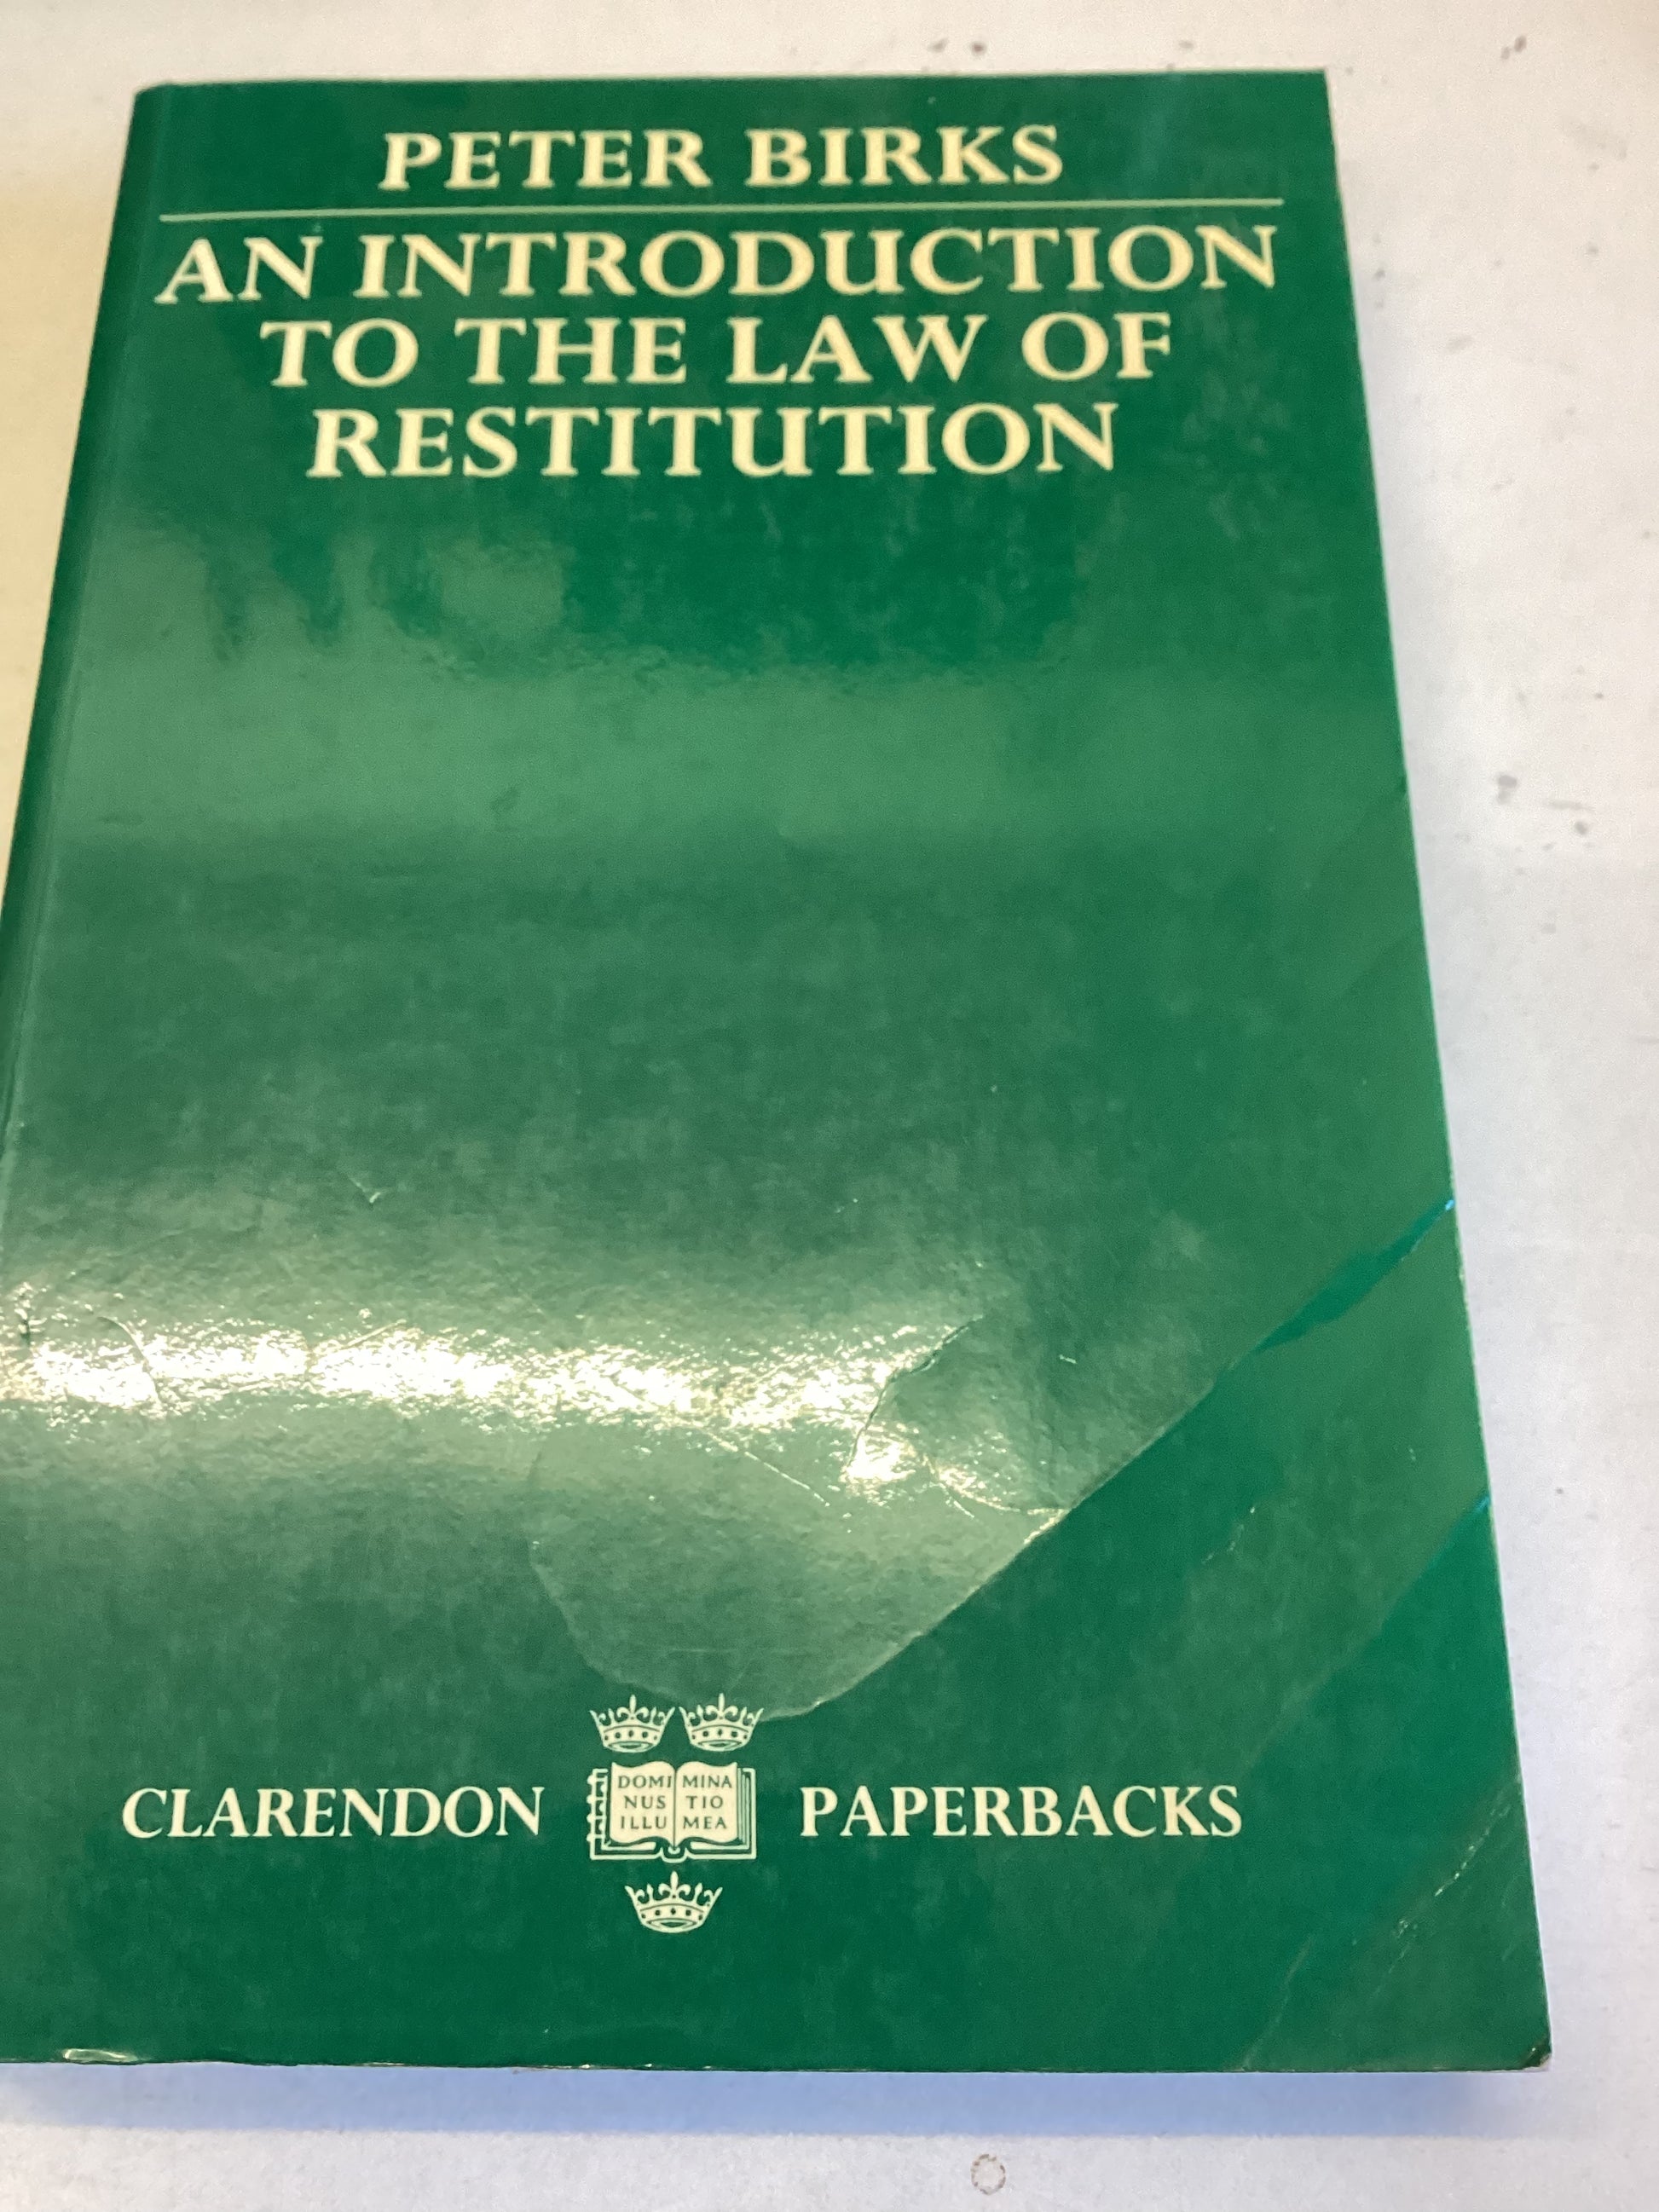 PETER BIRKS
AN INTRODUCTION
TO THE LAW OF
RESTITUTION
CLARENDON PAPERBACKS
DOMI MINA
NUS TIO
ILLU MEA